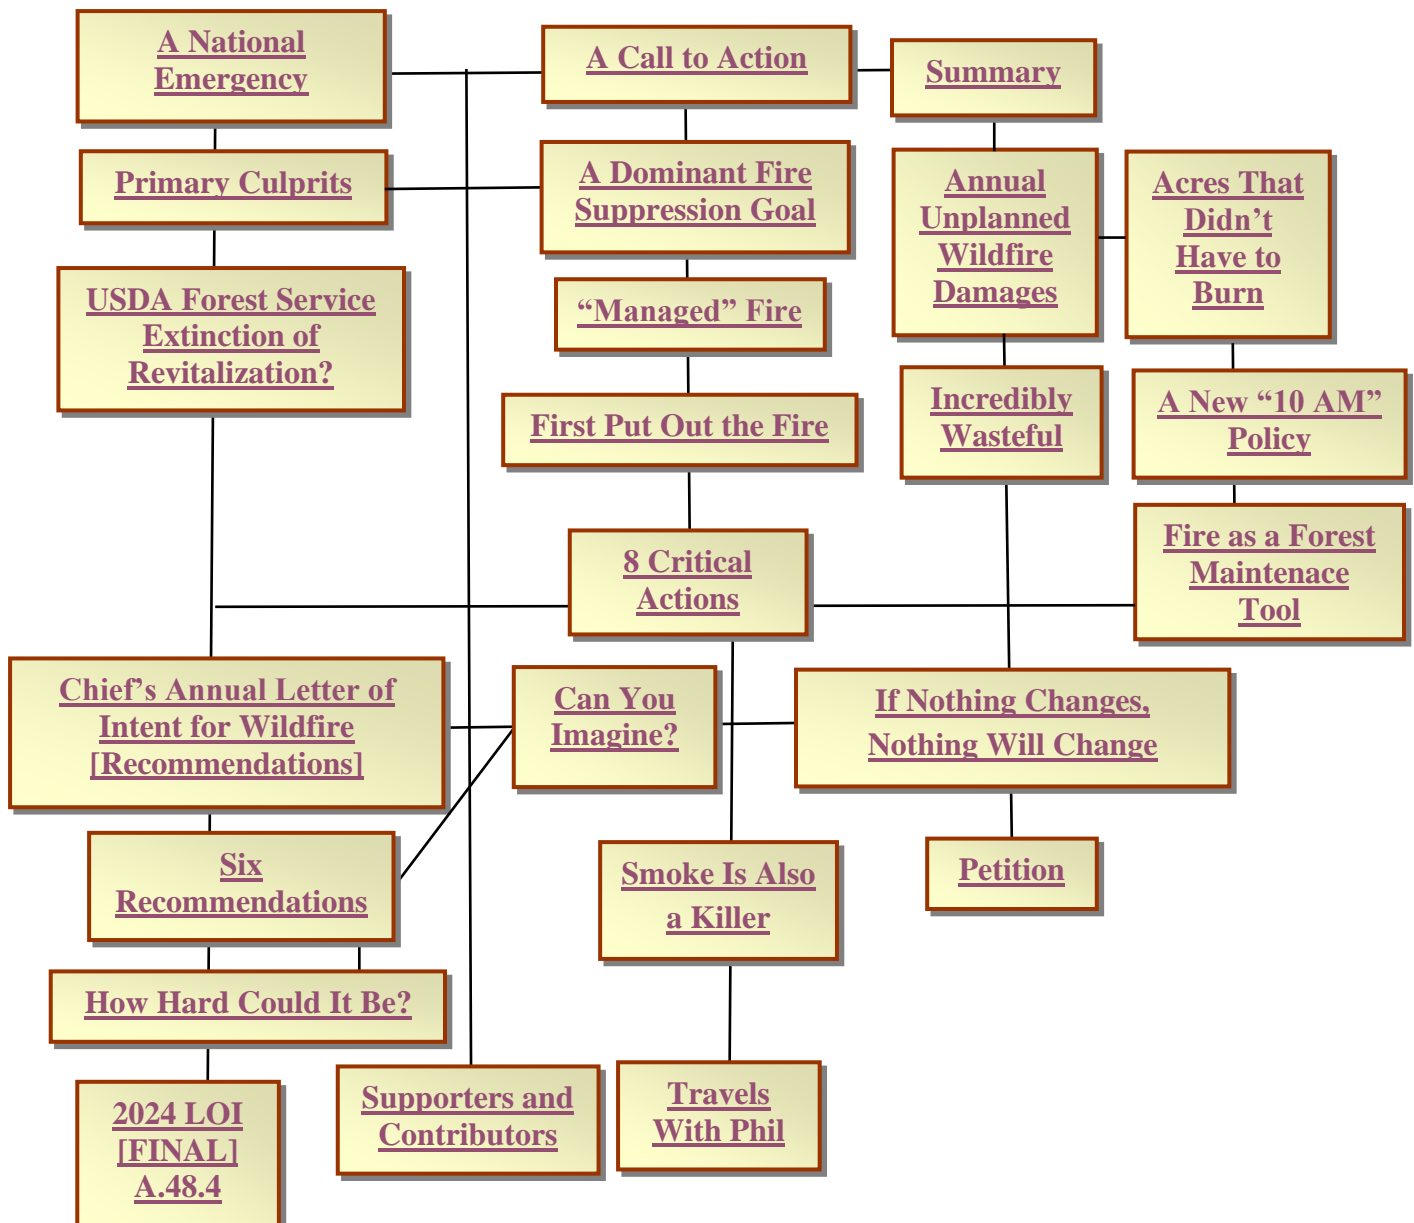 A National
Emergency
A Call to Action
Summary
Primary Culprits
A Dominant Fire
Suppression Goal
Annual
Unplanned
Wildfire
Damages
Acres That
Didn’t
Have to
Burn
USDA Forest Service
Extinction of
Revitalization?
“Managed” Fire
First Put Out the Fire
Incredibly
Wasteful
A New “10 AM”
Policy
8 Critical
Actions
Fire as a Forest
Maintenace
Tool
Chief’s Annual Letter of
Intent for Wildfire
[Recommendations]
Can You
Imagine?
If Nothing Changes,
Nothing Will Change
Six
Recommendations
Smoke Is Also
a Killer
Petition
How Hard Could It Be?
2024 LOI
[FINAL]
A.48.4
Supporters and
Contributors
Travels
With Phil